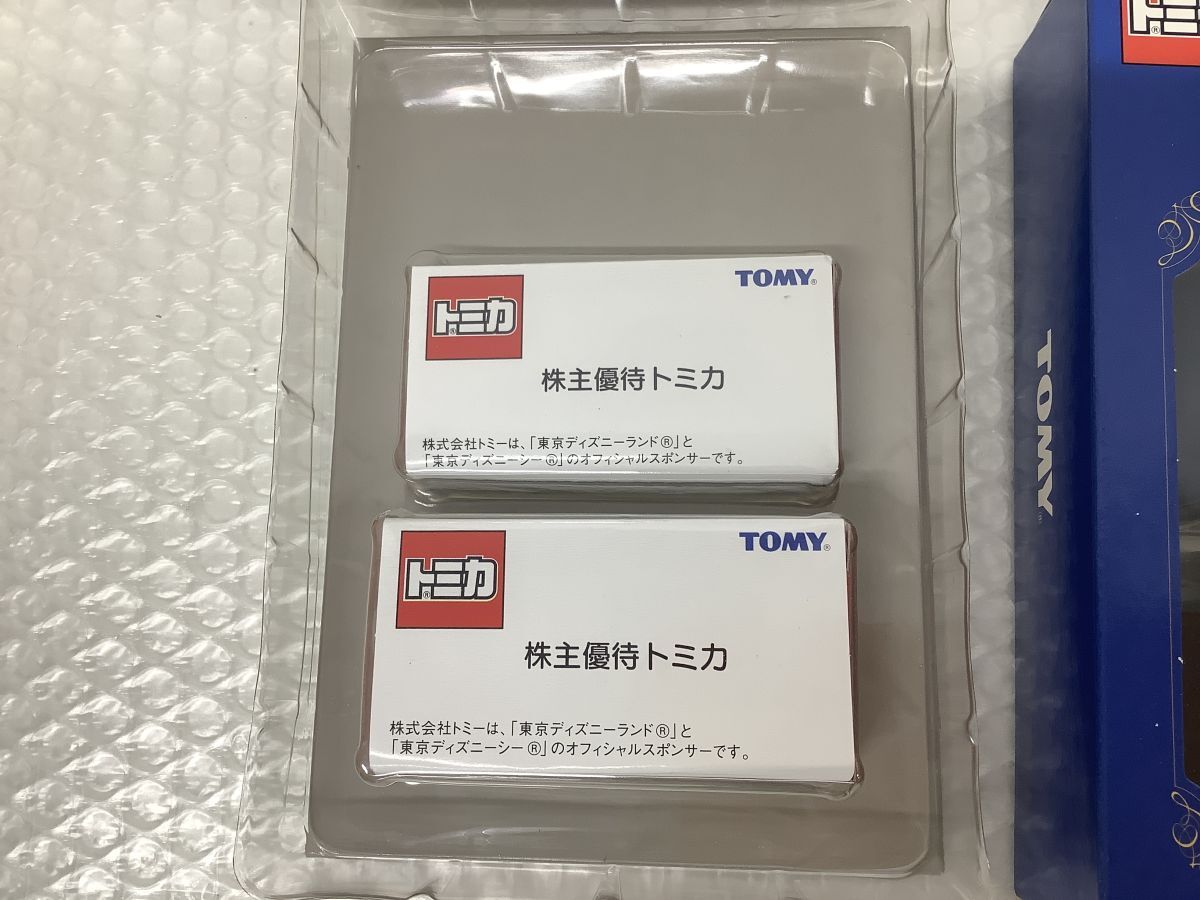 トミカ®
TOMY®
株主優待トミカ
株式会社トミーは、「東京ディズニーランド®」と
「東京ディズニーシー®」のオフィシャルスポンサーです。
トミカ®
TOMY®
株主優待トミカ
株式会社トミーは、「東京ディズニーランド®」と
「東京ディズニーシー®」のオフィシャルスポンサーです。
TOMY®